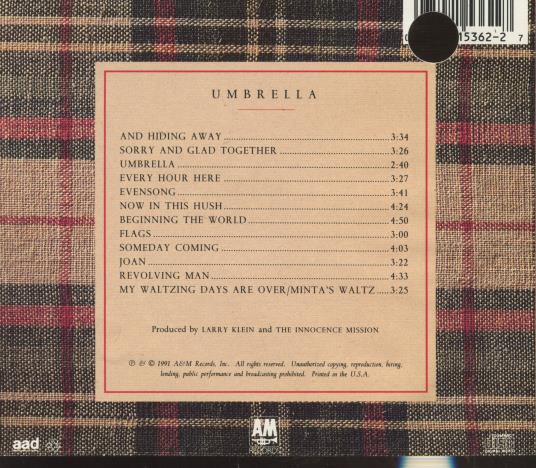 15362-2 7
UMBRELLA
AND HIDING AWAY 3:34
SORRY AND GLAD TOGETHER 3:26
UMBRELLA 2:40
EVERY HOUR HERE 3:27
EVENSONG 3:41
NOW IN THIS HUSH 4:24
BEGINNING THE WORLD 4:50
FLAGS 3:00
SOMEDAY COMING 4:03
JOAN 3:22
REVOLVING MAN 4:33
MY WALTZING DAYS ARE OVER/MINTA'S WALTZ 3:25
Produced by LARRY KLEIN and THE INNOCENCE MISSION
℗ & © 1991 A&M Records, Inc. All rights reserved. Unauthorized copying, reproduction, hiring,
lending, public performance and broadcasting prohibited. Printed in the U.S.A.
aad
AM
RECORDS